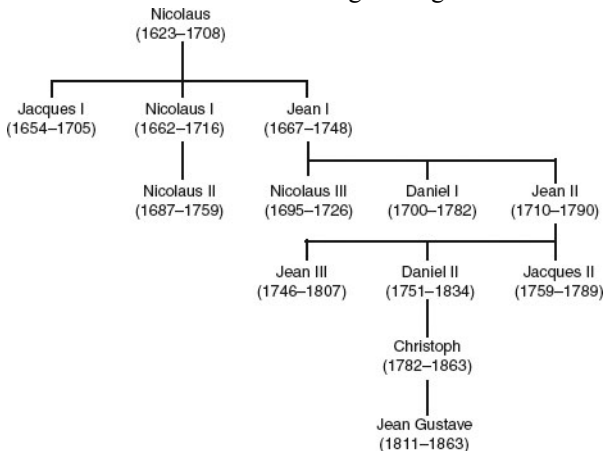 Nicolaus
(1623–1708)
Jacques I
(1654–1705)
Nicolaus I
(1662–1716)
Jean I
(1667–1748)
Nicolaus II
(1687–1759)
Nicolaus III
(1695–1726)
Daniel I
(1700–1782)
Jean II
(1710–1790)
Jean III
(1746–1807)
Daniel II
(1751–1834)
Jacques II
(1759–1789)
Christoph
(1782–1863)
Jean Gustave
(1811–1863)